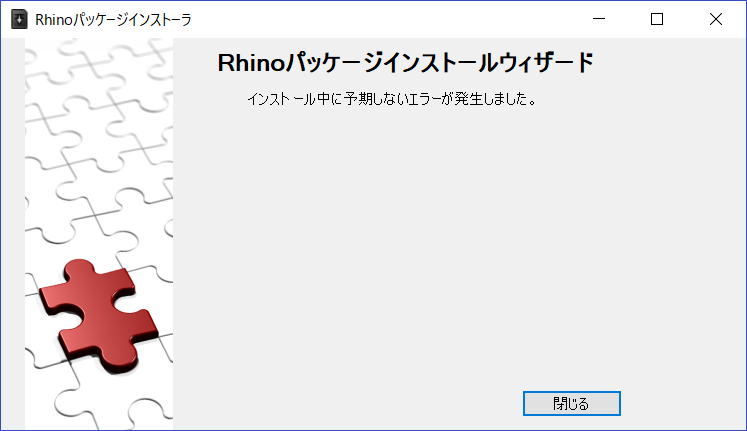 Rhinoパッケージインストーラ
Rhinoパッケージインストールウィザード
インストール中に予期しないエラーが発生しました。
閉じる